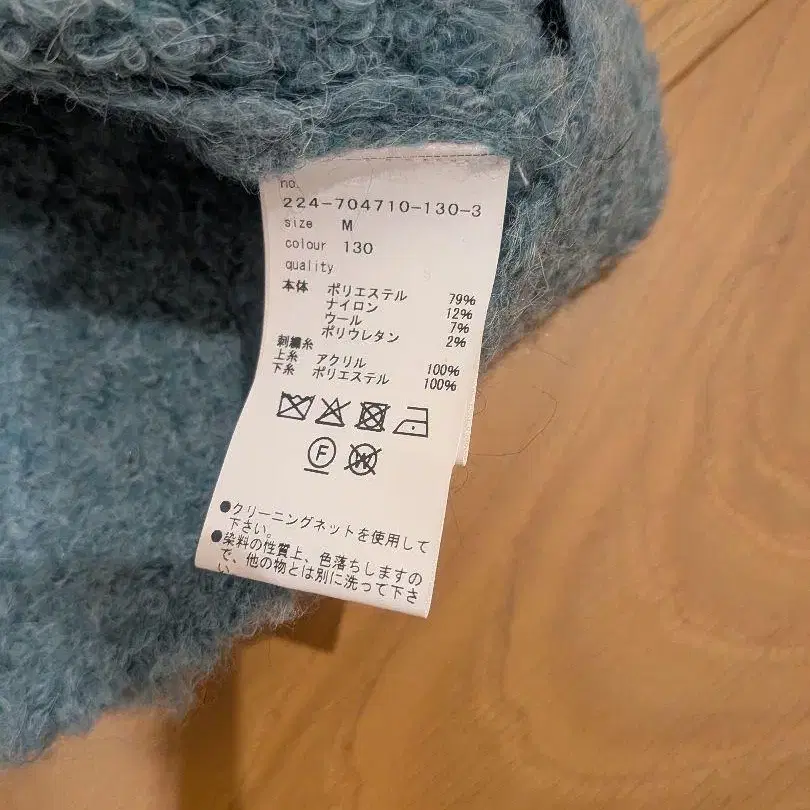 no.
224-704710-130-3
size M
colour 130
quality
本体 ポリエステル 79%
ナイロン 12%
ウール 7%
ポリウレタン 2%
刺繍糸
上糸 アクリル 100%
下糸 ポリエステル 100%
F
W
●クリーニングネットを使用して
下さい。
●染料の性質上、色落ちしますの
で、他の物とは別に洗って下さ
い。